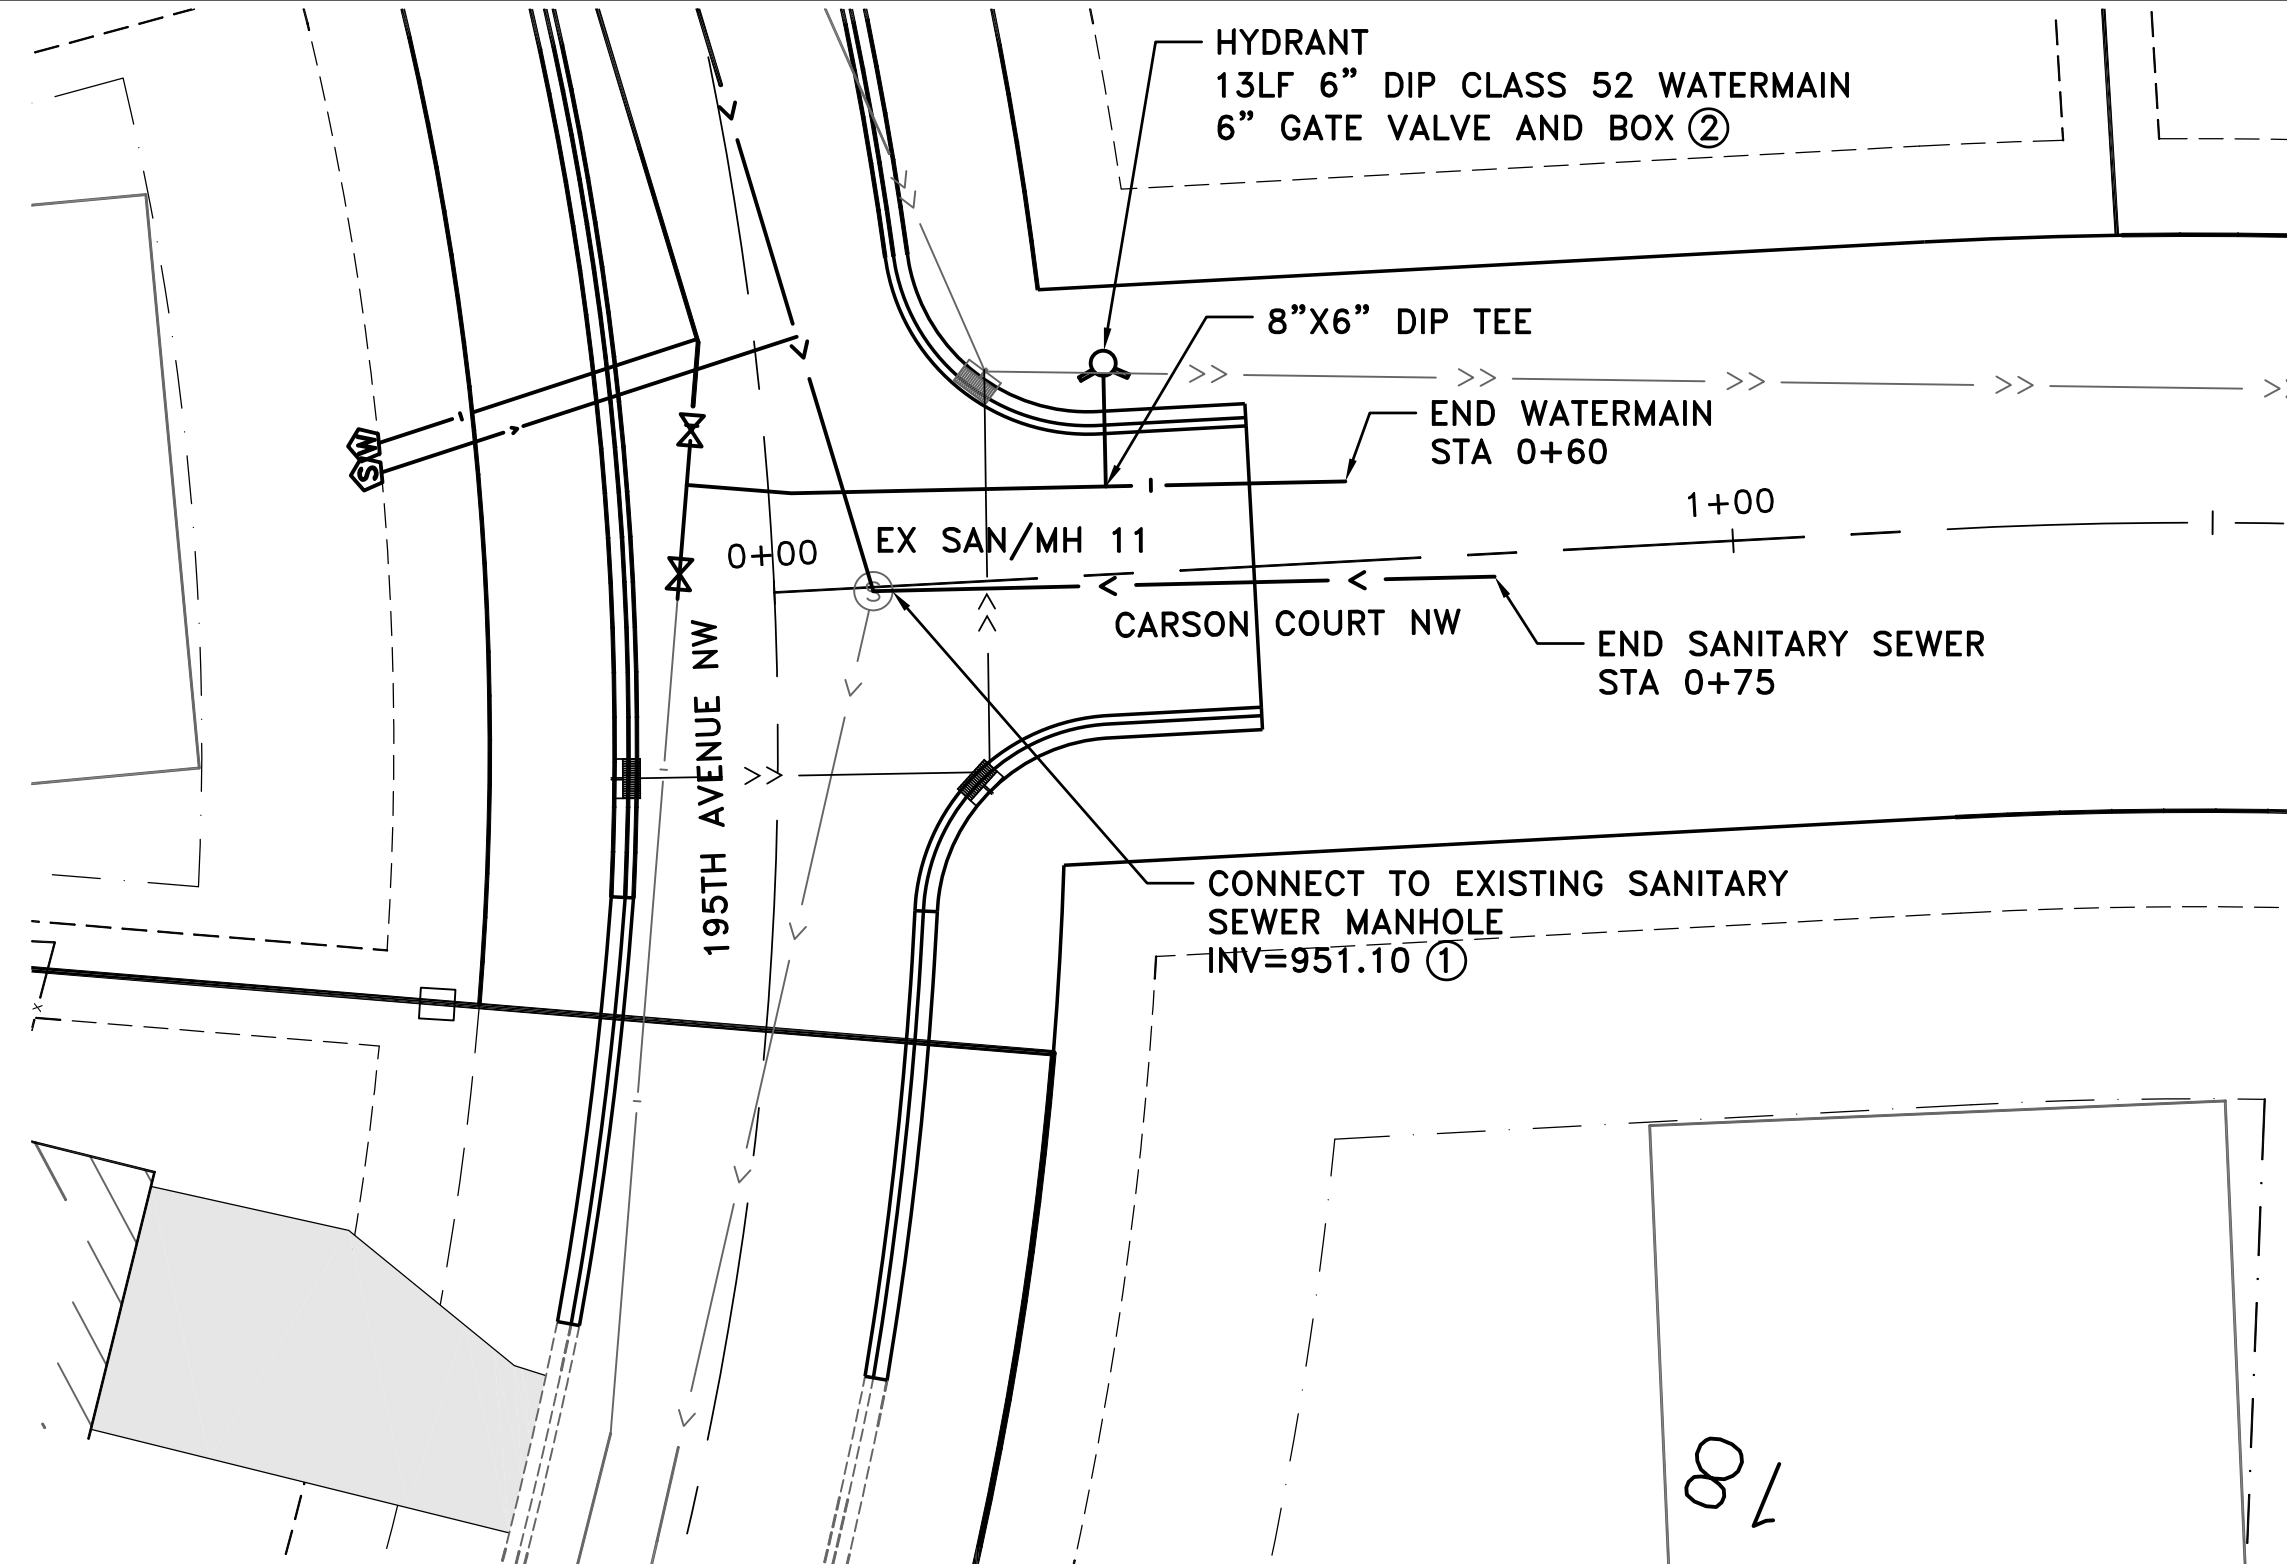 HYDRANT
13LF 6" DIP CLASS 52 WATERMAIN
6" GATE VALVE AND BOX ②
8"X6" DIP TEE
END WATERMAIN
STA 0+60
W
S
1+00
EX SAN/MH 11
0+00
S
CARSON COURT NW
END SANITARY SEWER
STA 0+75
195TH AVENUE NW
CONNECT TO EXISTING SANITARY
SEWER MANHOLE
INV=951.10 ①
18